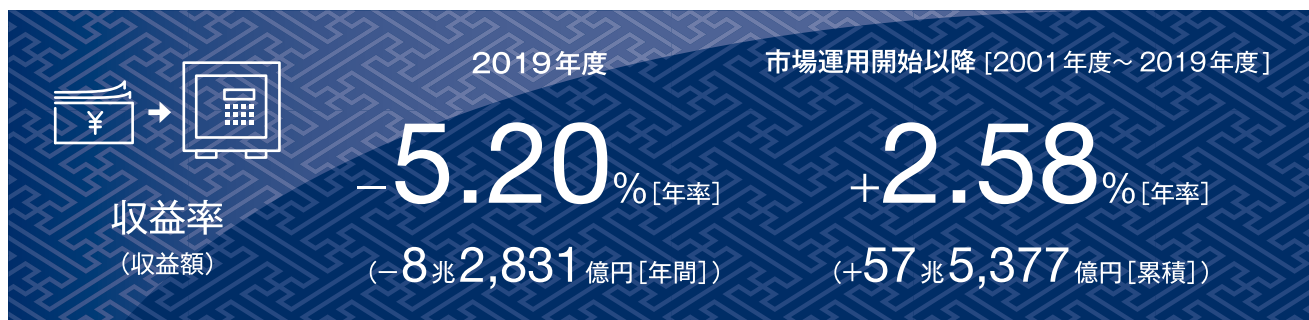 ¥
収益率
(収益額)
2019年度
−5.20%[年率]
(−8兆2,831億円[年間])
市場運用開始以降 [2001年度〜2019年度]
+2.58%[年率]
(+57兆5,377億円[累積])